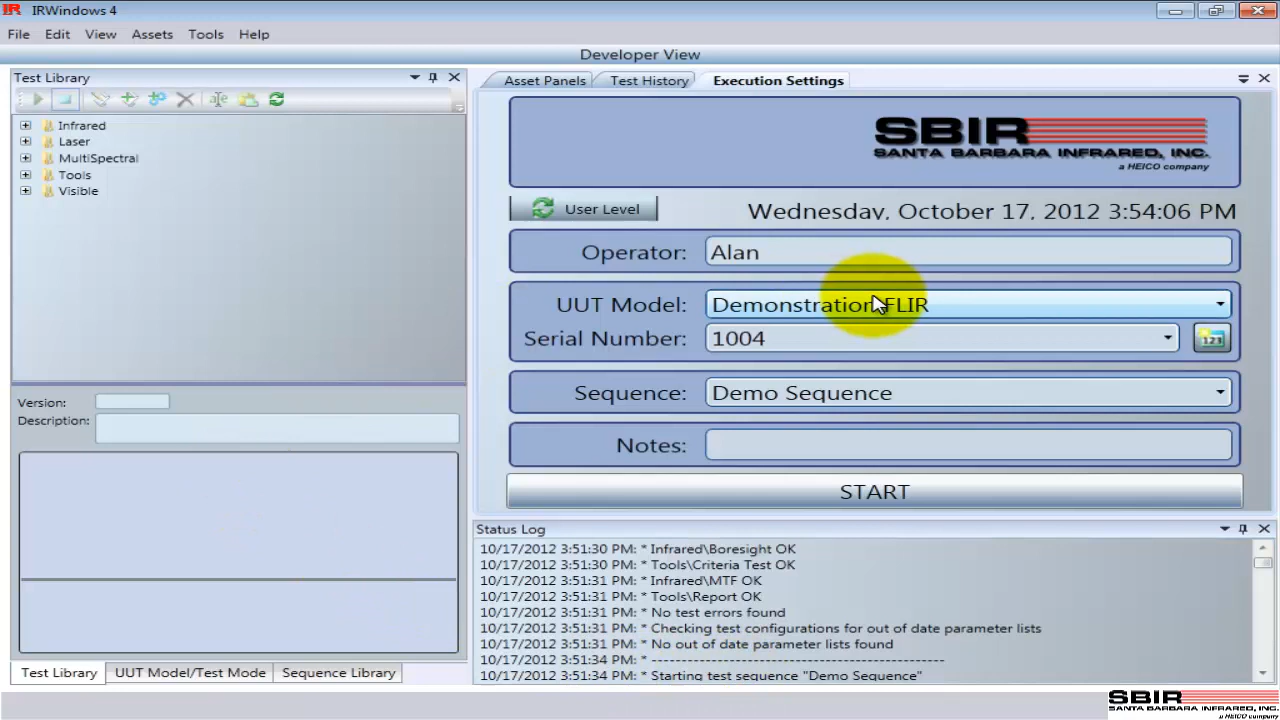 IR IRWindows 4
File Edit View Assets Tools Help
Developer View
Test Library
Infrared
Laser
MultiSpectral
Tools
Visible
Version:
Description:
Test Library UUT Model/Test Mode Sequence Library
Asset Panels Test History Execution Settings
SBIR
SANTA BARBARA INFRARED, INC.
a HEICO company
User Level Wednesday, October 17, 2012 3:54:06 PM
Operator: Alan
UUT Model: Demonstration FLIR
Serial Number: 1004 123
Sequence: Demo Sequence
Notes:
START
Status Log
10/17/2012 3:51:30 PM: * Infrared\Boresight OK
10/17/2012 3:51:30 PM: * Tools\Criteria Test OK
10/17/2012 3:51:31 PM: * Infrared\MTF OK
10/17/2012 3:51:31 PM: * Tools\Report OK
10/17/2012 3:51:31 PM: * No test errors found
10/17/2012 3:51:31 PM: * Checking test configurations for out of date parameter lists
10/17/2012 3:51:31 PM: * No out of date parameter lists found
10/17/2012 3:51:34 PM: * ------------------------------------------------
10/17/2012 3:51:34 PM: * Starting test sequence "Demo Sequence"
SBIR
SANTA BARBARA INFRARED, INC.
a HEICO company